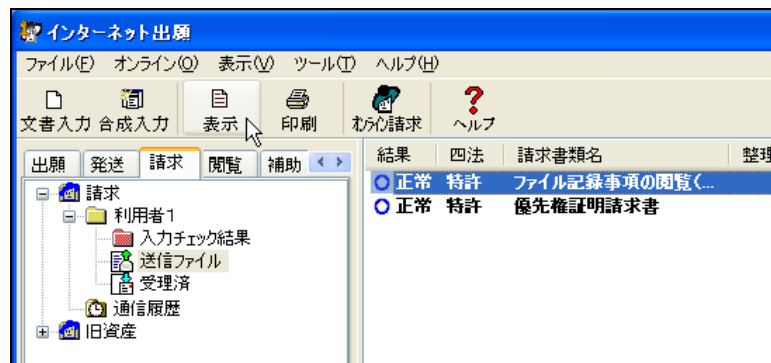 インターネット出願
ファイル(F) オンライン(O) 表示(V) ツール(T) ヘルプ(H)
文書入力 合成入力 表示 印刷 オンライン請求 ヘルプ
出願 発送 請求 閲覧 補助
結果 四法 請求書類名 整理
請求
利用者1
入力チェック結果
送信ファイル
受理済
通信履歴
旧資産
正常 特許 ファイル記録事項の閲覧(...
正常 特許 優先権証明請求書